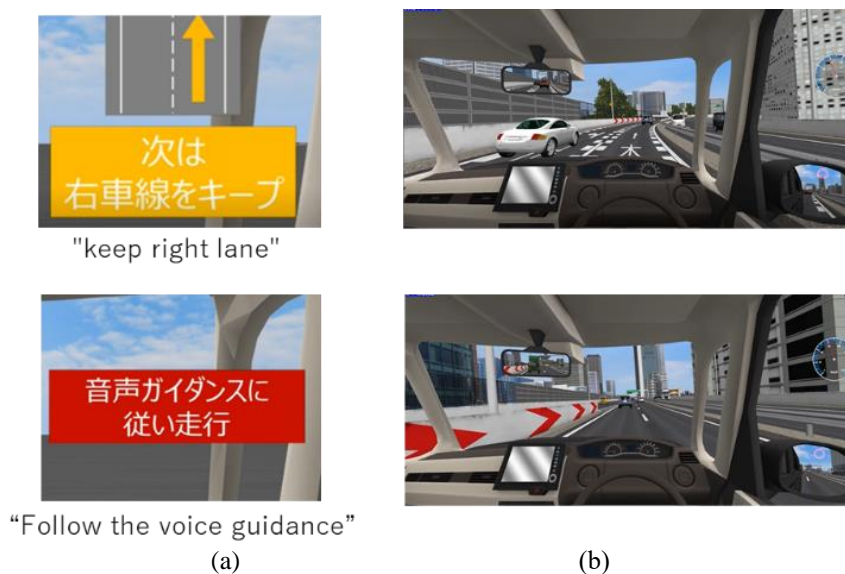 次は
右車線をキープ
"keep right lane"
音声ガイダンスに
従い走行
“Follow the voice guidance”
(a)
(b)